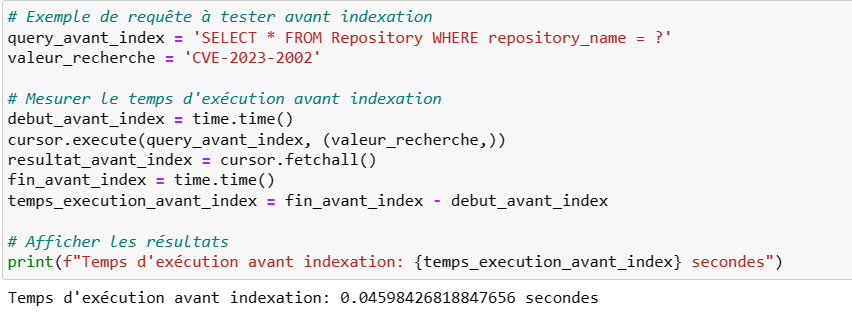 # Exemple de requête à tester avant indexation
query_avant_index = 'SELECT * FROM Repository WHERE repository_name = ?'
valeur_recherche = 'CVE-2023-2002'
# Mesurer le temps d'exécution avant indexation
debut_avant_index = time.time()
cursor.execute(query_avant_index, (valeur_recherche,))
resultat_avant_index = cursor.fetchall()
fin_avant_index = time.time()
temps_execution_avant_index = fin_avant_index - debut_avant_index
# Afficher les résultats
print(f"Temps d'exécution avant indexation: {temps_execution_avant_index} secondes")
Temps d'exécution avant indexation: 0.04598426818847656 secondes